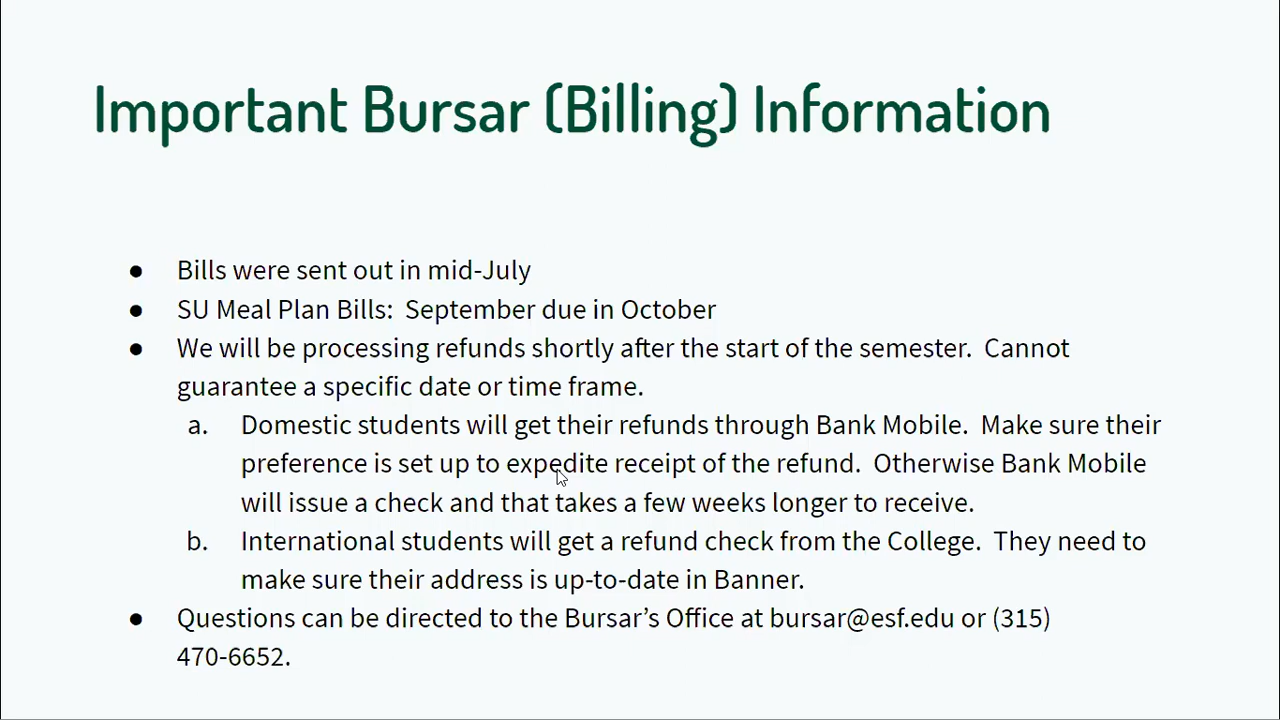 Important Bursar (Billing) Information
● Bills were sent out in mid-July
● SU Meal Plan Bills:  September due in October
● We will be processing refunds shortly after the start of the semester.  Cannot
guarantee a specific date or time frame.
a. Domestic students will get their refunds through Bank Mobile.  Make sure their
preference is set up to expedite receipt of the refund.  Otherwise Bank Mobile
will issue a check and that takes a few weeks longer to receive.
b. International students will get a refund check from the College.  They need to
make sure their address is up-to-date in Banner.
● Questions can be directed to the Bursar’s Office at bursar@esf.edu or (315)
470-6652.